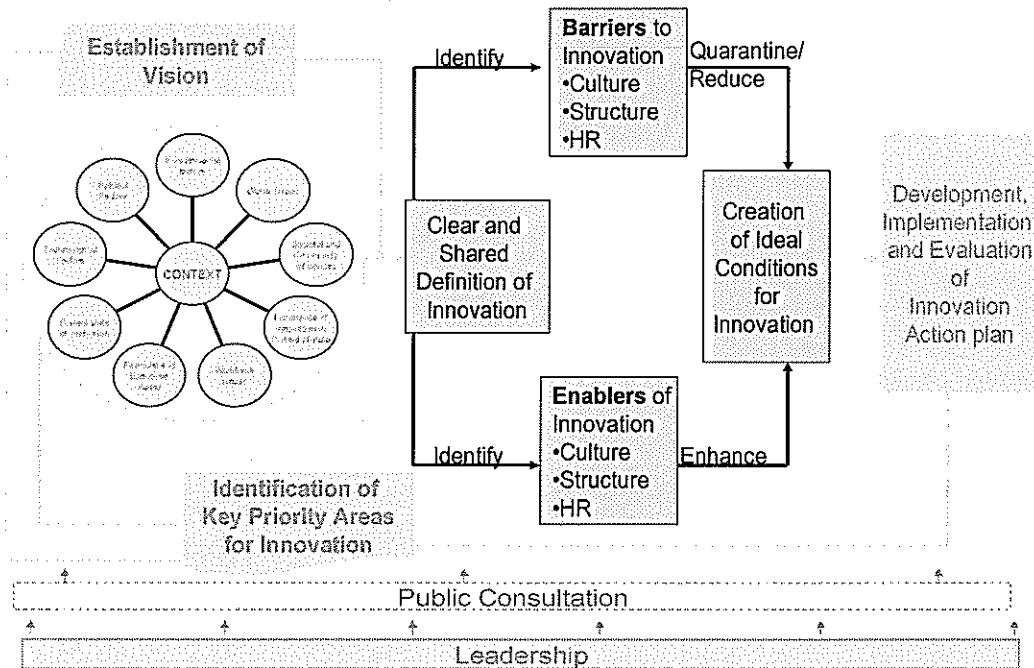 Establishment of
Vision
CONTEXT
Identify
Barriers to
Innovation
•Culture
•Structure
•HR
Quarantine/
Reduce
Clear and
Shared
Definition of
Innovation
Creation
of Ideal
Conditions
for
Innovation
Development,
Implementation
and Evaluation
of
Innovation
Action plan
Identify
Enablers of
Innovation
•Culture
•Structure
•HR
Enhance
Identification of
Key Priority Areas
for Innovation
Public Consultation
Leadership